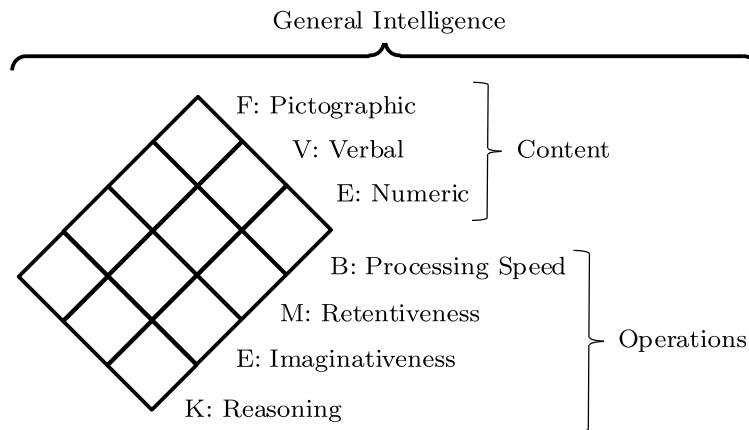 General Intelligence
F: Pictographic
V: Verbal
Content
E: Numeric
B: Processing Speed
M: Retentiveness
Operations
E: Imaginativeness
K: Reasoning